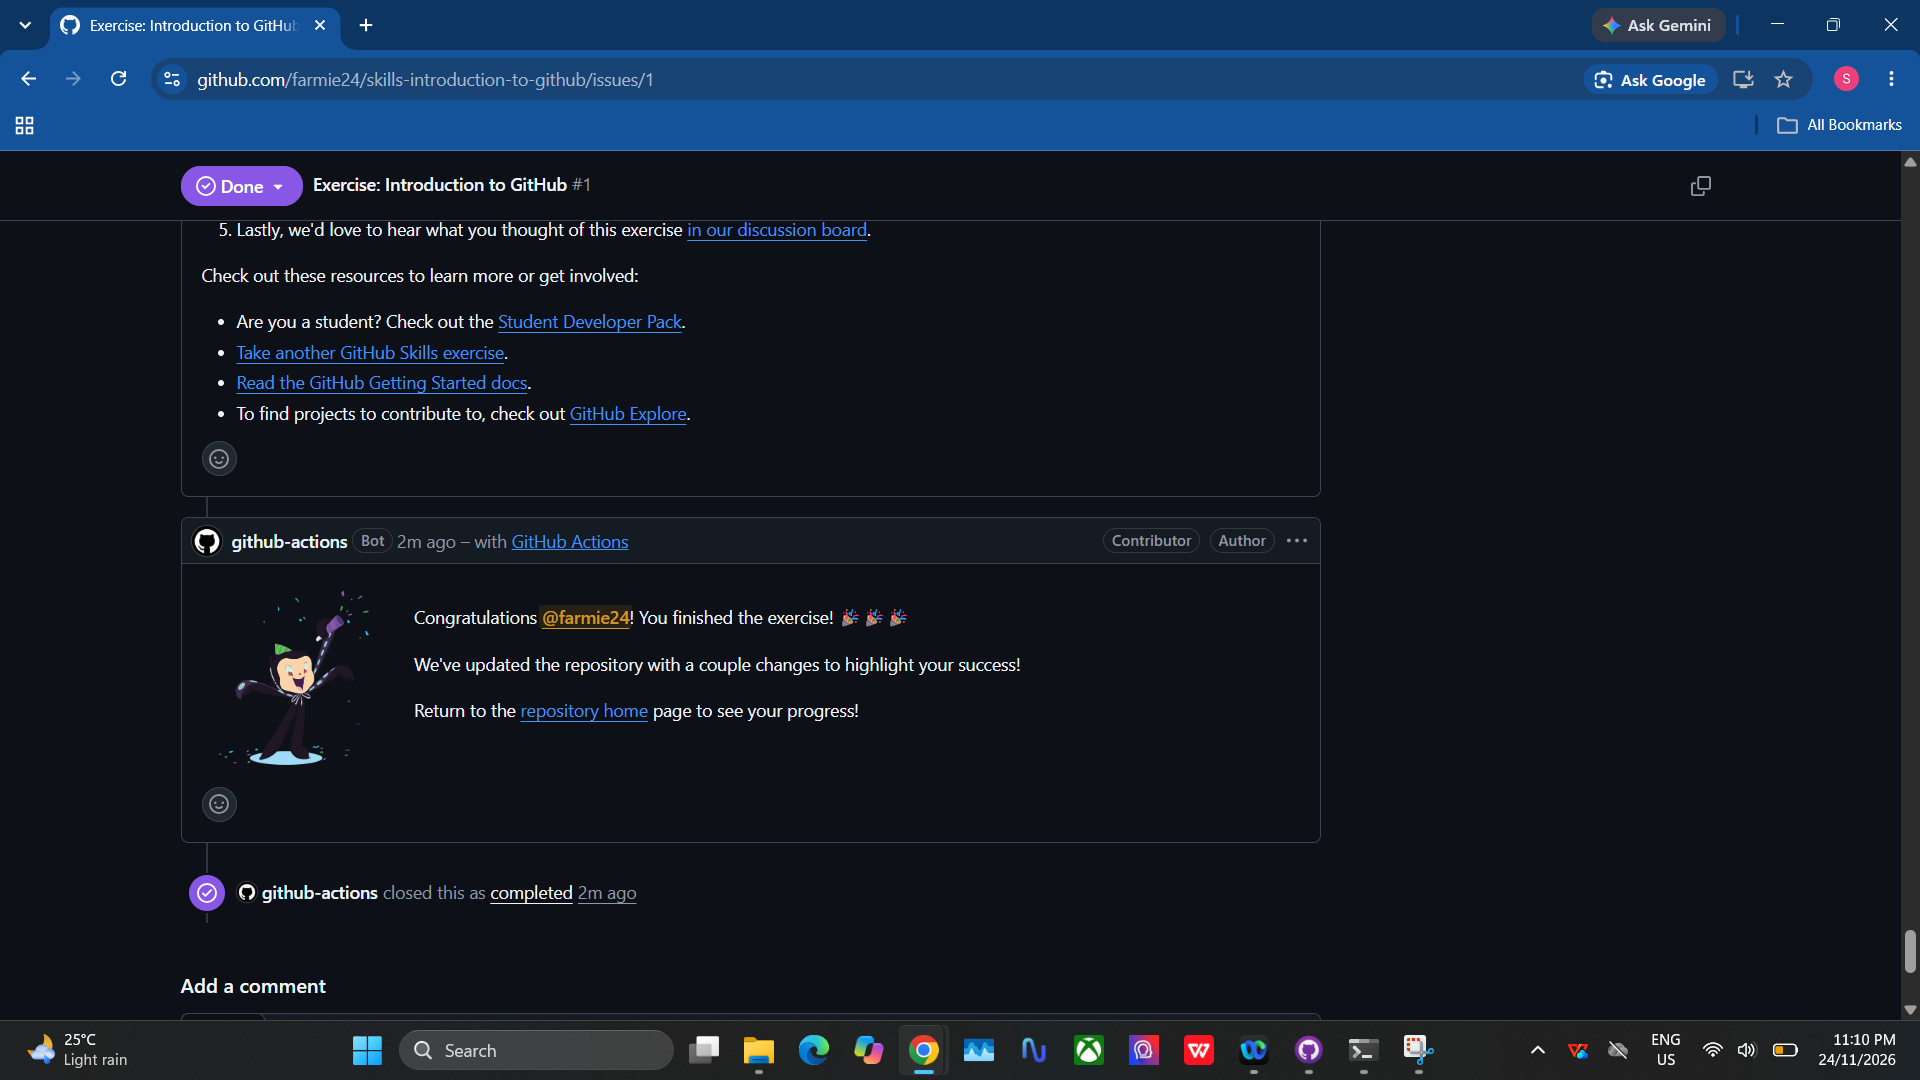 Exercise: Introduction to GitHub
Ask Gemini
github.com/farmie24/skills-introduction-to-github/issues/1
Ask Google
S
All Bookmarks
Done
Exercise: Introduction to GitHub #1
5. Lastly, we'd love to hear what you thought of this exercise in our discussion board.
Check out these resources to learn more or get involved:
• Are you a student? Check out the Student Developer Pack.
• Take another GitHub Skills exercise.
• Read the GitHub Getting Started docs.
• To find projects to contribute to, check out GitHub Explore.
github-actions Bot 2m ago – with GitHub Actions
Contributor
Author
Congratulations @farmie24! You finished the exercise! 🎉 🎉 🎉
We've updated the repository with a couple changes to highlight your success!
Return to the repository home page to see your progress!
github-actions closed this as completed 2m ago
Add a comment
25°C
Light rain
Search
ENG
US
11:10 PM
24/11/2026